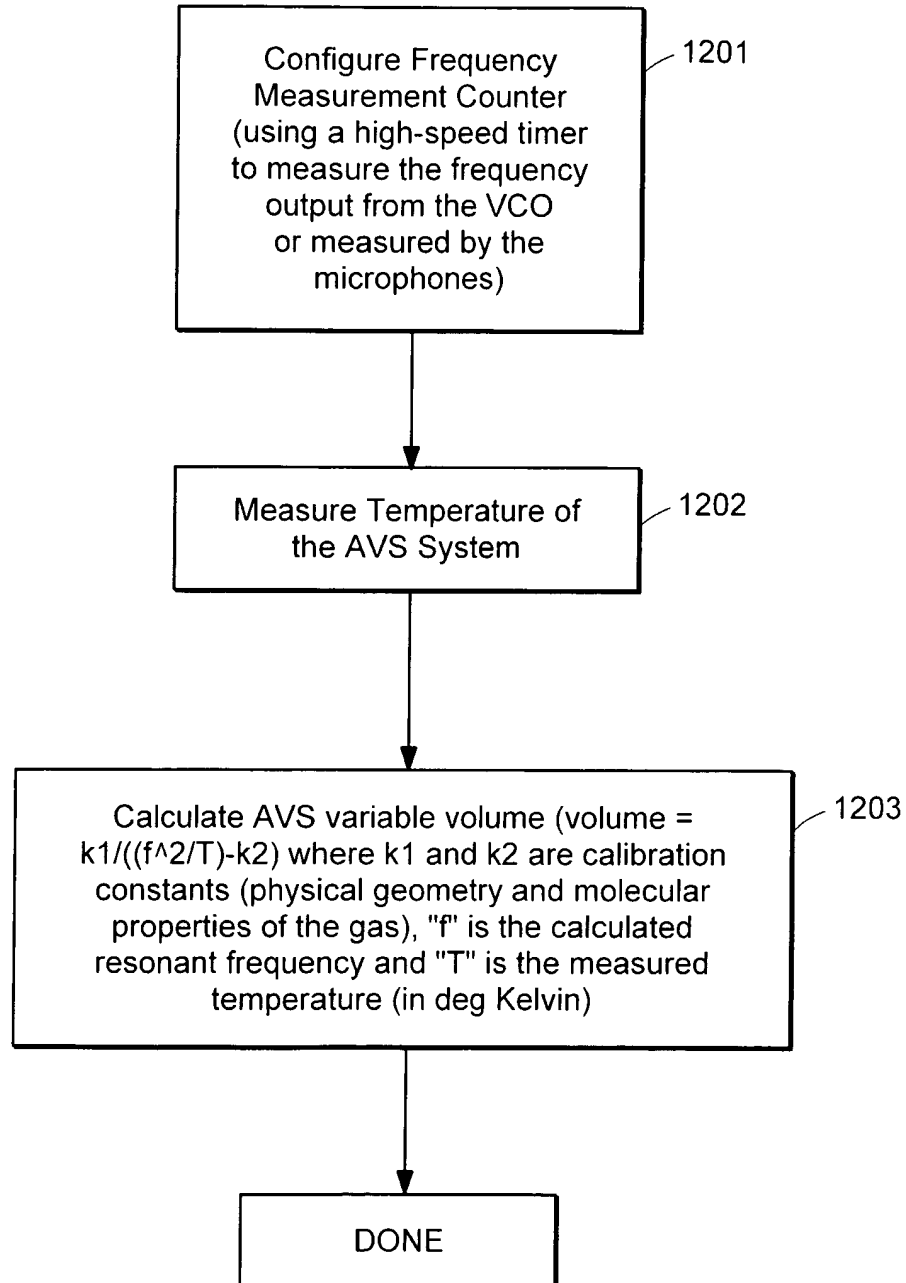 Configure Frequency
Measurement Counter
(using a high-speed timer
to measure the frequency
output from the VCO
or measured by the
microphones)
1201
Measure Temperature of
the AVS System
1202
Calculate AVS variable volume (volume =
k1/((f^2/T)-k2) where k1 and k2 are calibration
constants (physical geometry and molecular
properties of the gas), "f" is the calculated
resonant frequency and "T" is the measured
temperature (in deg Kelvin)
1203
DONE